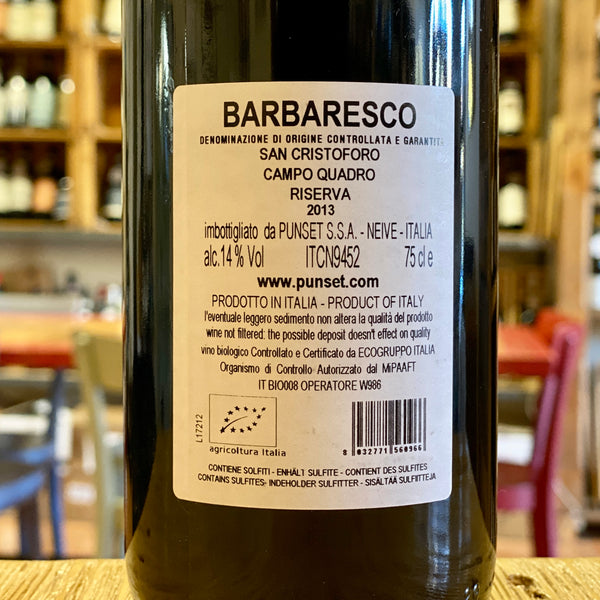 BARBARESCO
DENOMINAZIONE DI ORIGINE CONTROLLATA E GARANTITA
SAN CRISTOFORO
CAMPO QUADRO
RISERVA
2013
imbottigliato da PUNSET S.S.A. - NEIVE - ITALIA
alc.14 % Vol ITCN9452 75 cl e
www.punset.com
PRODOTTO IN ITALIA - PRODUCT OF ITALY
l'eventuale leggero sedimento non altera la qualità del prodotto
wine not filtered: the possible deposit doesn't effect on quality
vino biologico Controllato e Certificato da ECOGRUPPO ITALIA
Organismo di Controllo Autorizzato dal MiPAAFT
IT BIO008 OPERATORE W986
L17212
agricoltura Italia
8 032771 560966
CONTIENE SOLFITI - ENHÄLT SULFITE - CONTIENT DES SULFITES
CONTAINS SULFITES- INDEHOLDER SULFITTER - SISÄLTÄÄ SULFIITTEJA